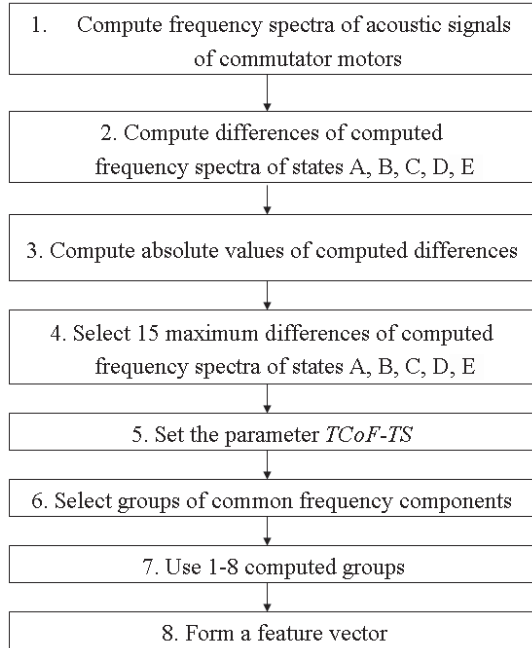 1. Compute frequency spectra of acoustic signals
of commutator motors
2. Compute differences of computed
frequency spectra of states A, B, C, D, E
3. Compute absolute values of computed differences
4. Select 15 maximum differences of computed
frequency spectra of states A, B, C, D, E
5. Set the parameter TCoF-TS
6. Select groups of common frequency components
7. Use 1-8 computed groups
8. Form a feature vector